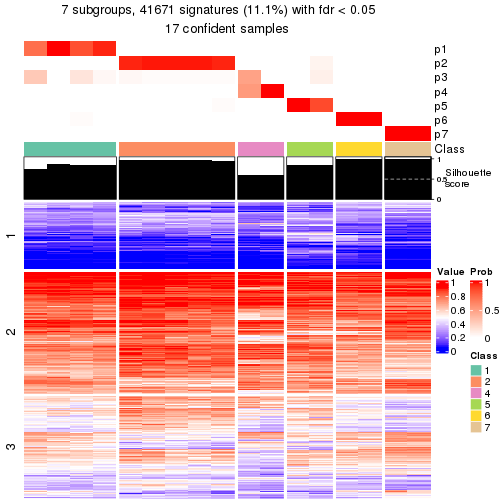 7 subgroups, 41671 signatures (11.1%) with fdr < 0.05
17 confident samples
p1
p2
p3
p4
p5
p6
p7
Class
1
0.5
0
Silhouette
score
1
2
3
Value
1
0.8
0.6
0.4
0.2
0
Prob
1
0.5
0
Class
1
2
4
5
6
7